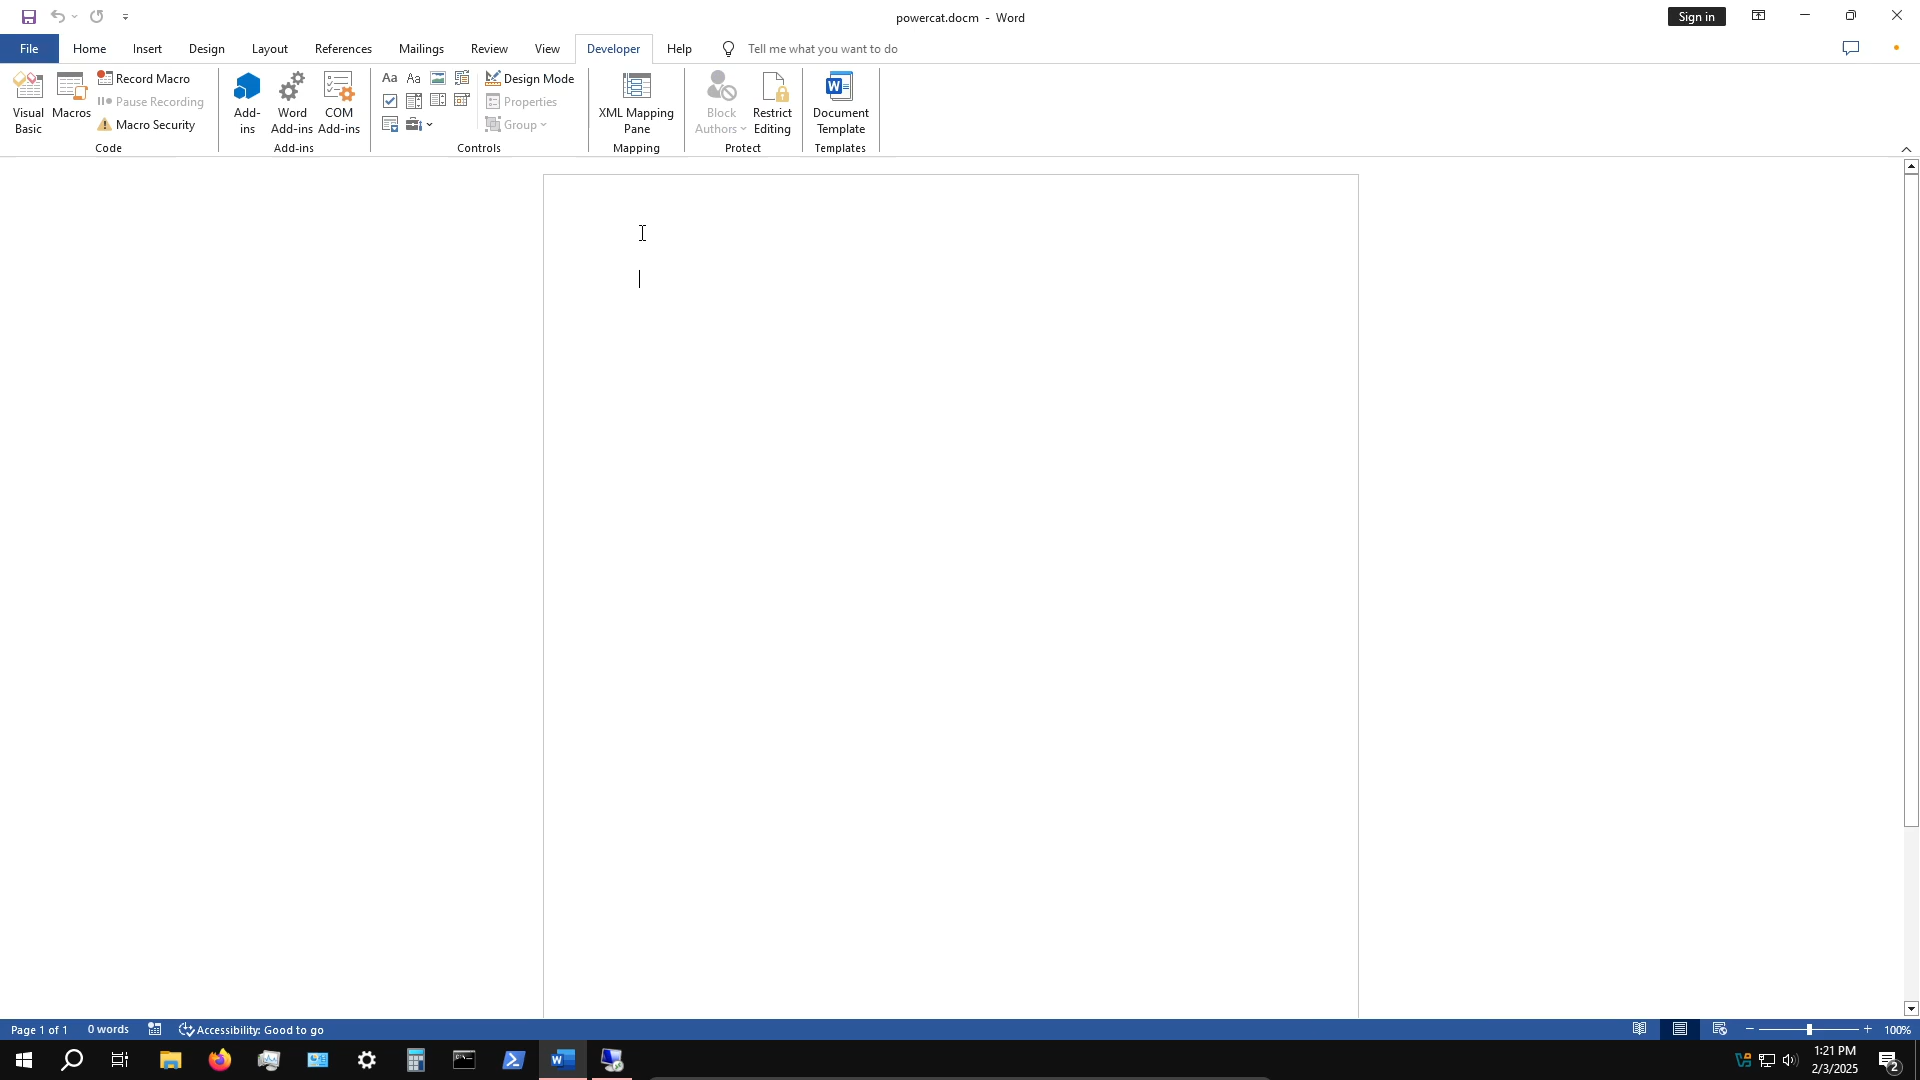 powercat.docm - Word
Sign in
File Home Insert Design Layout References Mailings Review View Developer Help Tell me what you want to do
Visual Basic
Macros
Record Macro
Pause Recording
Macro Security
Code
Add-ins
Word Add-ins
COM Add-ins
Add-ins
Aa Aa
Design Mode
Properties
Group
Controls
XML Mapping Pane
Mapping
Block Authors
Restrict Editing
Protect
Document Template
Templates
Page 1 of 1 0 words Accessibility: Good to go 100%
1:21 PM
2/3/2025
2